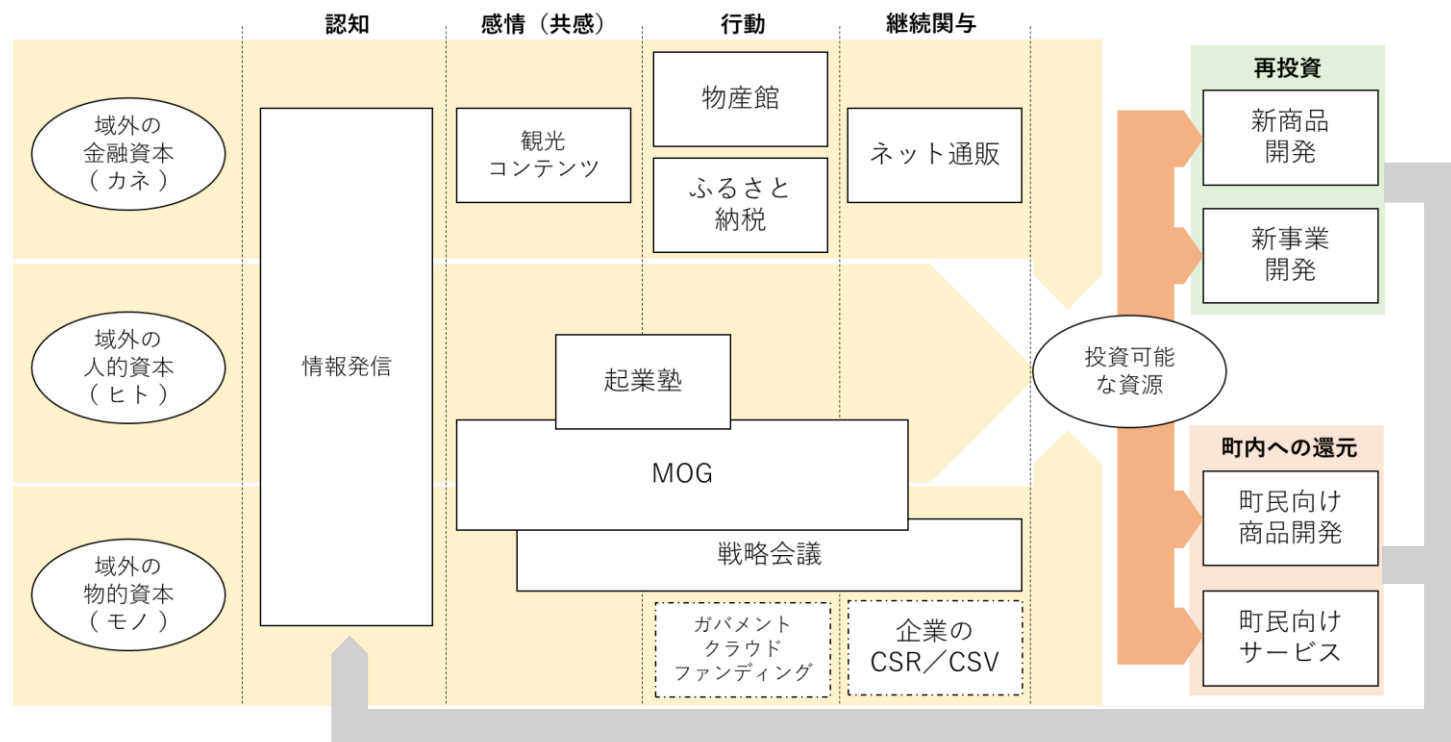 認知
感情（共感）
行動
継続関与
域外の
金融資本
（ カネ ）
域外の
人的資本
（ ヒト ）
域外の
物的資本
（ モノ ）
情報発信
観光
コンテンツ
物産館
ふるさと
納税
ネット通販
起業塾
MOG
戦略会議
ガバメント
クラウド
ファンディング
企業の
CSR／CSV
投資可能
な資源
再投資
新商品
開発
新事業
開発
町内への還元
町民向け
商品開発
町民向け
サービス